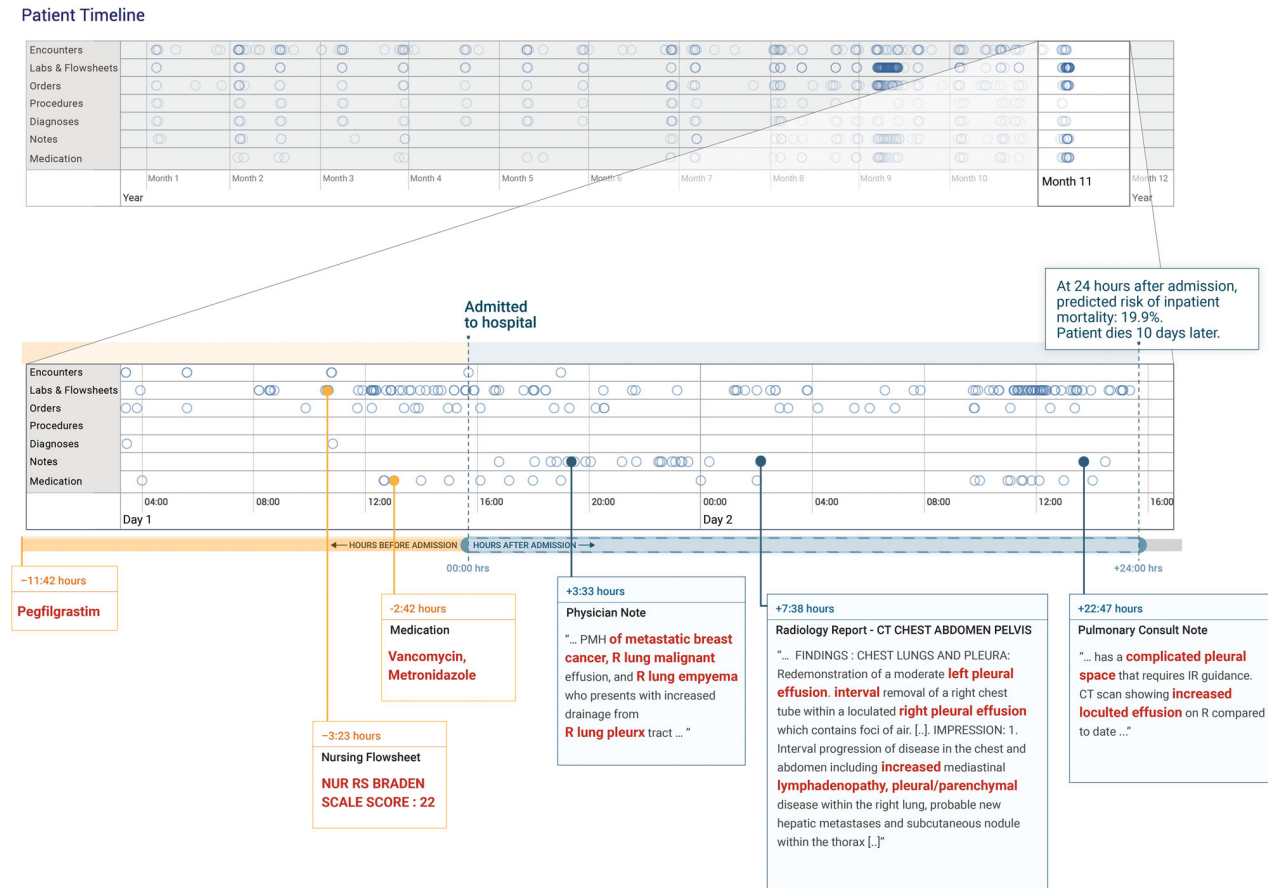 Patient Timeline
Encounters
Labs & Flowsheets
Orders
Procedures
Diagnoses
Notes
Medication
Month 1
Month 2
Month 3
Month 4
Month 5
Month 6
Month 7
Month 8
Month 9
Month 10
Month 11
Month 12
Year
Year
Admitted
to hospital
At 24 hours after admission,
predicted risk of inpatient
mortality: 19.9%.
Patient dies 10 days later.
Encounters
Labs & Flowsheets
Orders
Procedures
Diagnoses
Notes
Medication
04:00
08:00
12:00
16:00
20:00
00:00
04:00
08:00
12:00
16:00
Day 1
Day 2
HOURS BEFORE ADMISSION
HOURS AFTER ADMISSION
00:00 hrs
+24:00 hrs
−11:42 hours
Pegfilgrastim
-2:42 hours
Medication
Vancomycin,
Metronidazole
−3:23 hours
Nursing Flowsheet
NUR RS BRADEN
SCALE SCORE : 22
+3:33 hours
Physician Note
"... PMH of metastatic breast
cancer, R lung malignant
effusion, and R lung empyema
who presents with increased
drainage from
R lung pleurx tract ... "
+7:38 hours
Radiology Report - CT CHEST ABDOMEN PELVIS
"... FINDINGS : CHEST LUNGS AND PLEURA:
Redemonstration of a moderate left pleural
effusion. interval removal of a right chest
tube within a loculated right pleural effusion
which contains foci of air. [..]. IMPRESSION: 1.
Interval progression of disease in the chest and
abdomen including increased mediastinal
lymphadenopathy, pleural/parenchymal
disease within the right lung, probable new
hepatic metastases and subcutaneous nodule
within the thorax [..]"
+22:47 hours
Pulmonary Consult Note
"... has a complicated pleural
space that requires IR guidance.
CT scan showing increased
loculted effusion on R compared
to date ..."